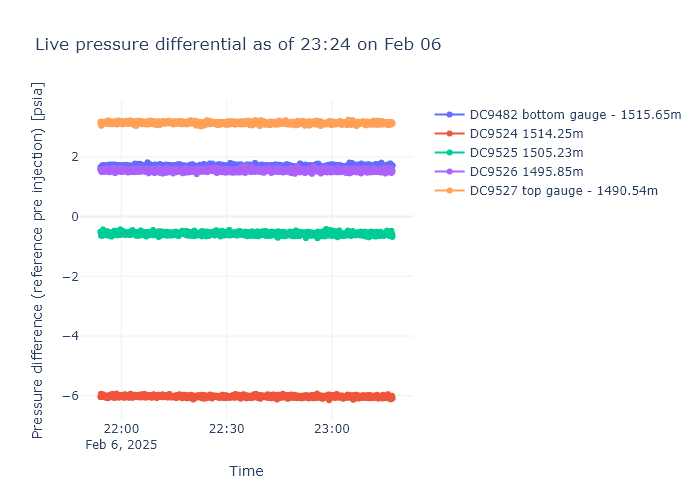 Live pressure differential as of 23:24 on Feb 06
Pressure difference (reference pre injection) [psia]
2
0
−2
−4
−6
22:00
Feb 6, 2025
22:30
23:00
Time
DC9482 bottom gauge - 1515.65m
DC9524 1514.25m
DC9525 1505.23m
DC9526 1495.85m
DC9527 top gauge - 1490.54m